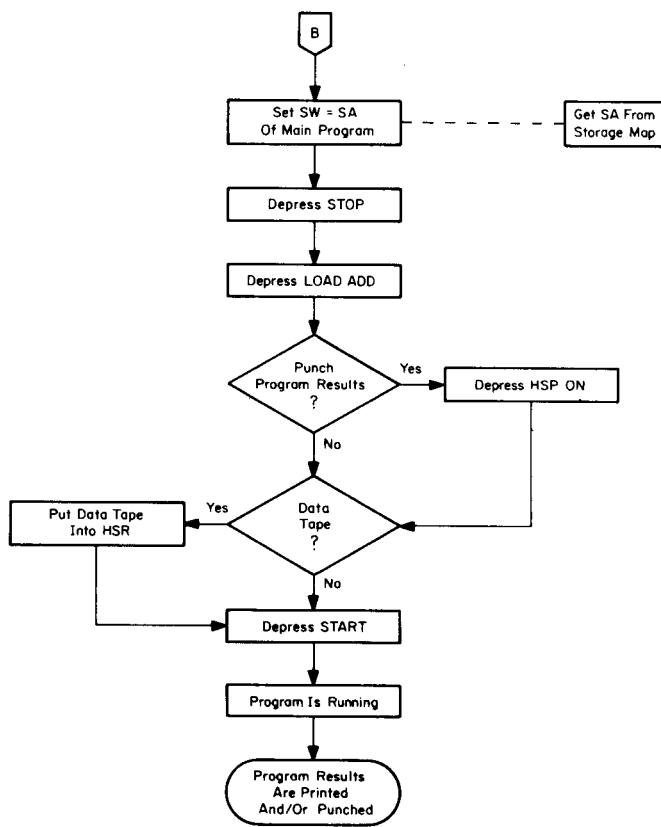 B
Set SW = SA
Of Main Program
Get SA From
Storage Map
Depress STOP
Depress LOAD ADD
Punch
Program Results
?
Yes
Depress HSP ON
No
Put Data Tape
Into HSR
Yes
Data
Tape
?
No
Depress START
Program Is Running
Program Results
Are Printed
And/Or Punched